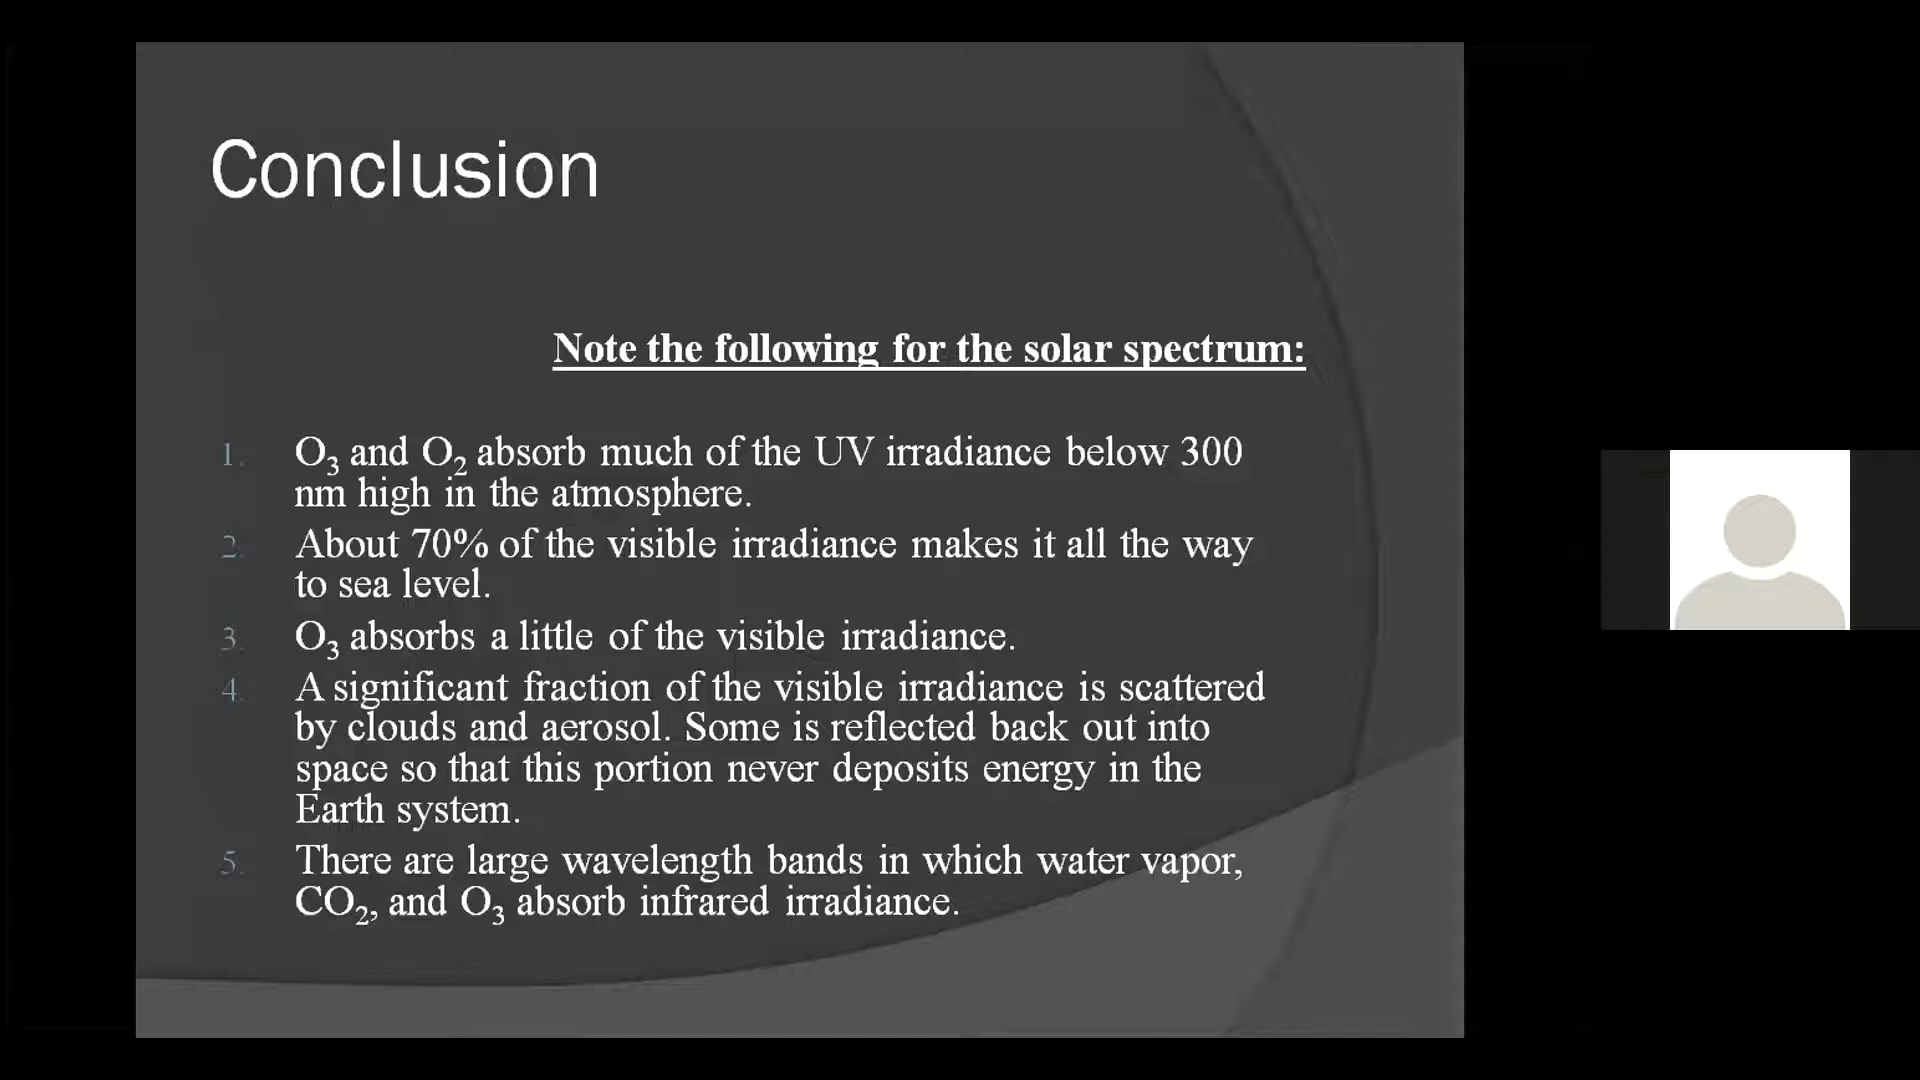 Conclusion
Note the following for the solar spectrum:
1. O₃ and O₂ absorb much of the UV irradiance below 300
nm high in the atmosphere.
2. About 70% of the visible irradiance makes it all the way
to sea level.
3. O₃ absorbs a little of the visible irradiance.
4. A significant fraction of the visible irradiance is scattered
by clouds and aerosol. Some is reflected back out into
space so that this portion never deposits energy in the
Earth system.
5. There are large wavelength bands in which water vapor,
CO₂, and O₃ absorb infrared irradiance.